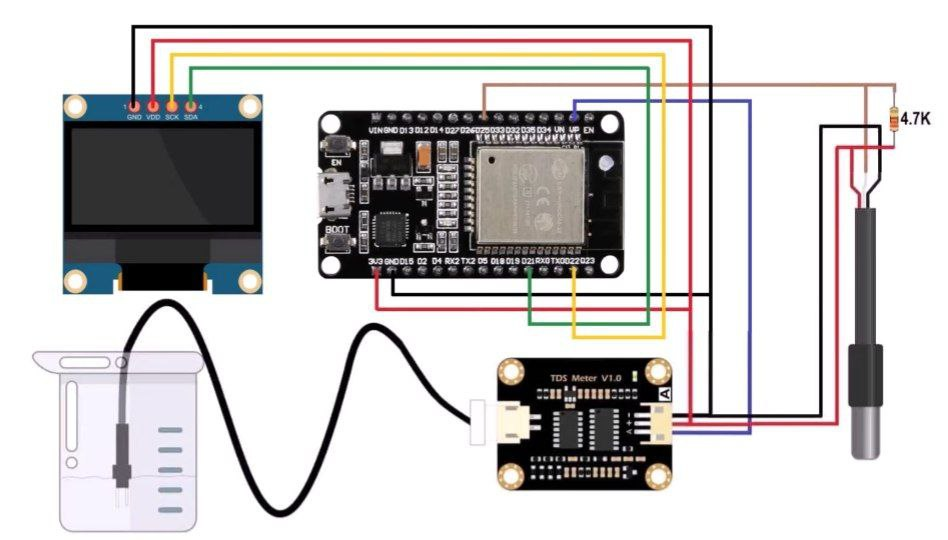 1 4
GND VDD SCK SDA
VIN GND D13 D12 D14 D27 D26 D25 D33 D32 D35 D34 VN VP EN
EN
BOOT
3V3 GND D15 D2 D4 RX2 TX2 D5 D18 D19 D21 RX0 TX0 D22 D23
4.7K
TDS Meter V1.0
A
- + A